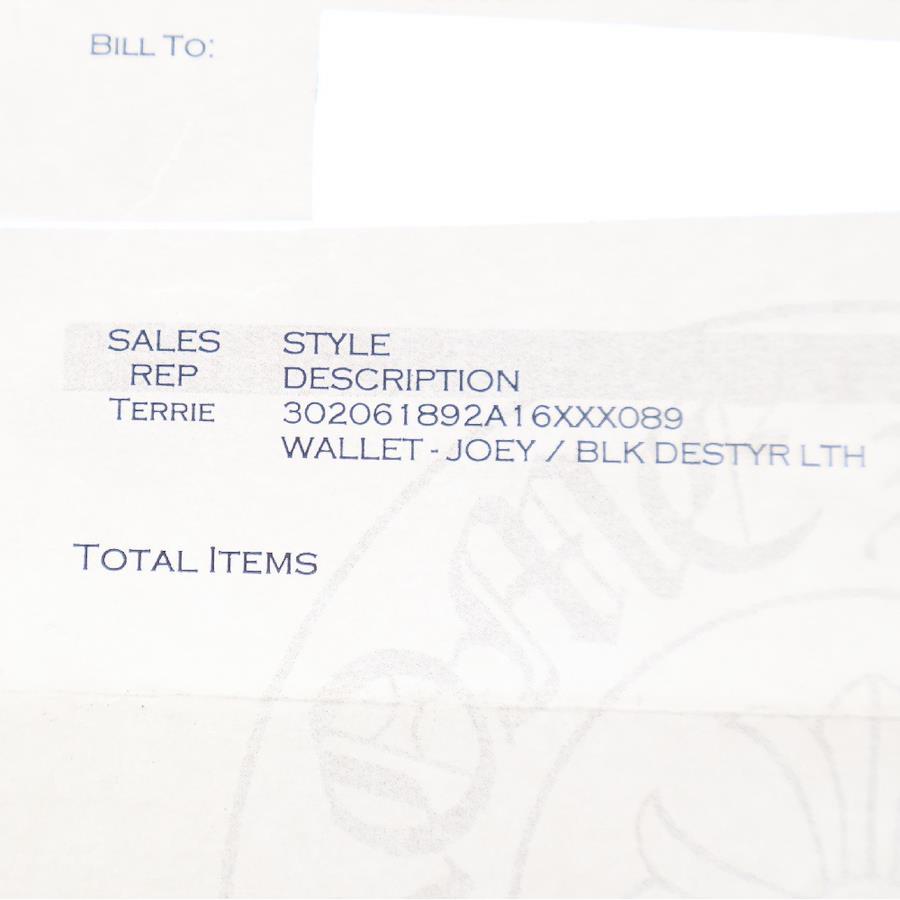 BILL TO:
SALES STYLE
REP DESCRIPTION
TERRIE 302061892A16XXX089
WALLET - JOEY / BLK DESTYR LTH
TOTAL ITEMS